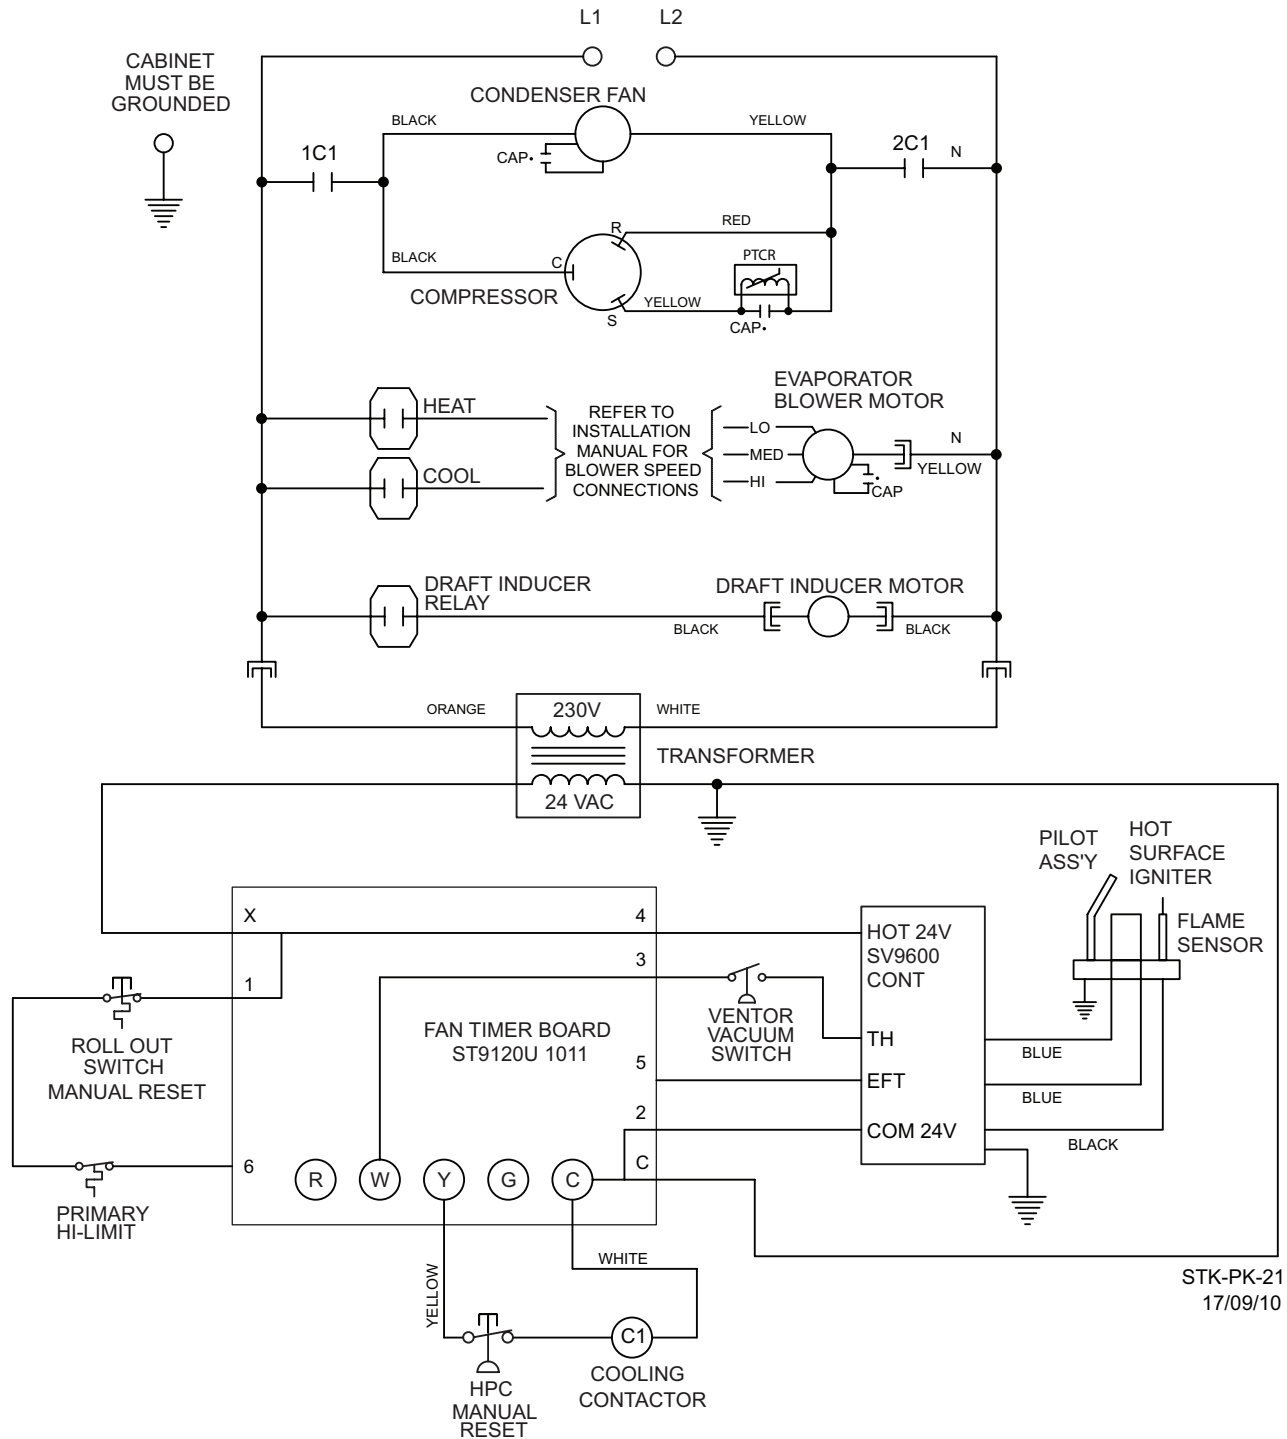 L1
L2
CABINET
MUST BE
GROUNDED
CONDENSER FAN
BLACK
YELLOW
CAP•
1C1
2C1
N
R
RED
BLACK
C
PTCR
COMPRESSOR
YELLOW
S
CAP•
EVAPORATOR
BLOWER MOTOR
HEAT
REFER TO
INSTALLATION
MANUAL FOR
BLOWER SPEED
CONNECTIONS
LO
MED
HI
N
YELLOW
•
CAP
COOL
DRAFT INDUCER
RELAY
DRAFT INDUCER MOTOR
BLACK
BLACK
ORANGE
230V
WHITE
TRANSFORMER
24 VAC
PILOT
ASS'Y
HOT
SURFACE
IGNITER
FLAME
SENSOR
X
4
HOT 24V
SV9600
CONT
3
1
VENTOR
VACUUM
SWITCH
FAN TIMER BOARD
ST9120U 1011
TH
ROLL OUT
SWITCH
MANUAL RESET
BLUE
5
EFT
BLUE
2
COM 24V
BLACK
6
C
R
W
Y
G
C
PRIMARY
HI-LIMIT
WHITE
YELLOW
STK-PK-21
17/09/10
C1
HPC
MANUAL
RESET
COOLING
CONTACTOR